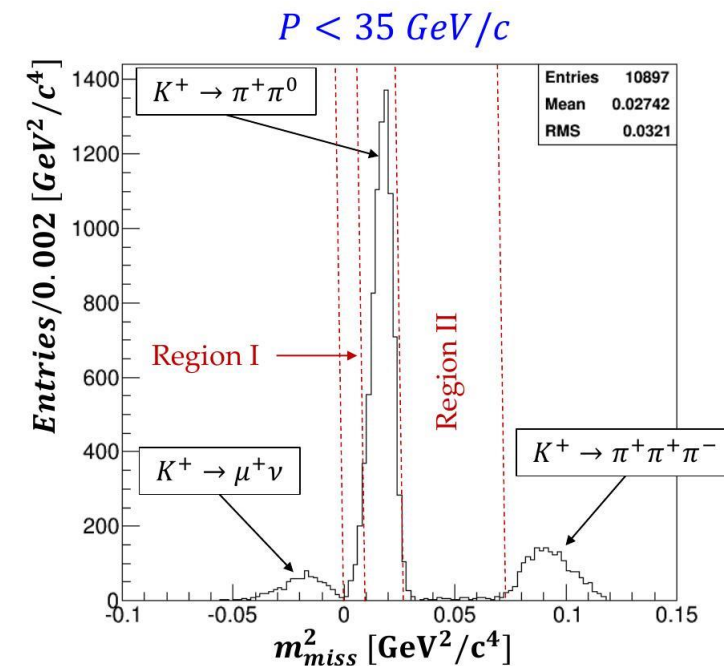 P < 35 GeV/c
Entries/0.002 [GeV²/c⁴]
1400
1200
1000
800
600
400
200
0
K⁺ → π⁺π⁰
Entries 10897
Mean 0.02742
RMS 0.0321
Region I
Region II
K⁺ → μ⁺ν
K⁺ → π⁺π⁺π⁻
-0.1 -0.05 0 0.05 0.1 0.15
m²miss [GeV²/c⁴]